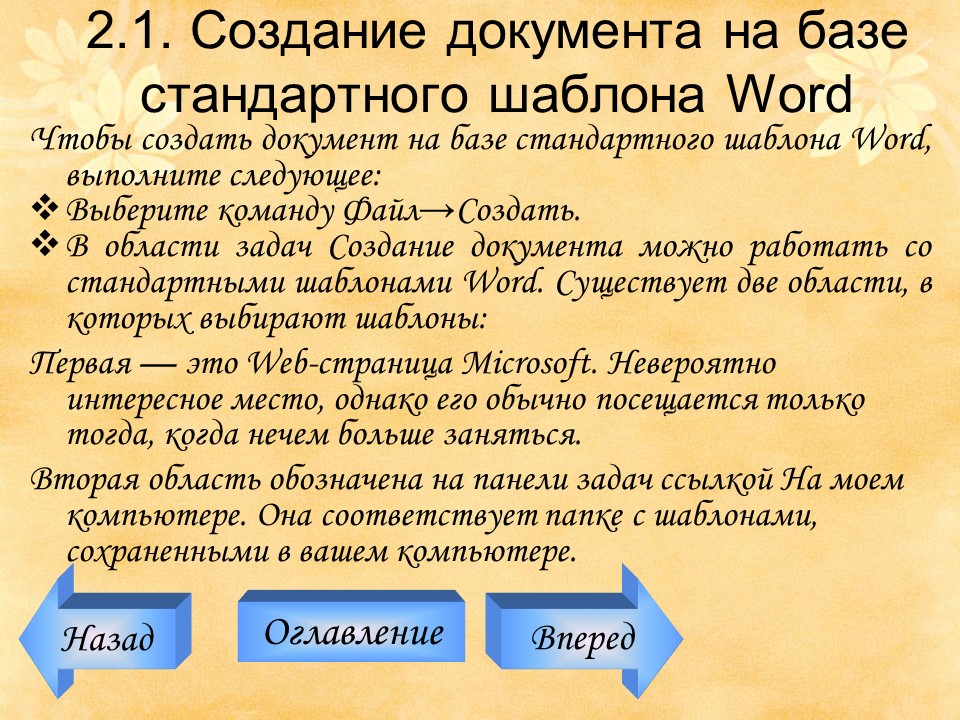 2.1. Создание документа на базе
стандартного шаблона Word
Чтобы создать документ на базе стандартного шаблона Word,
выполните следующее:
❖ Выберите команду Файл→Создать.
❖ В области задач Создание документа можно работать со
стандартными шаблонами Word. Существует две области, в
которых выбирают шаблоны:
Первая — это Web-страница Microsoft. Невероятно
интересное место, однако его обычно посещается только
тогда, когда нечем больше заняться.
Вторая область обозначена на панели задач ссылкой На моем
компьютере. Она соответствует папке с шаблонами,
сохраненными в вашем компьютере.
Назад
Оглавление
Вперед